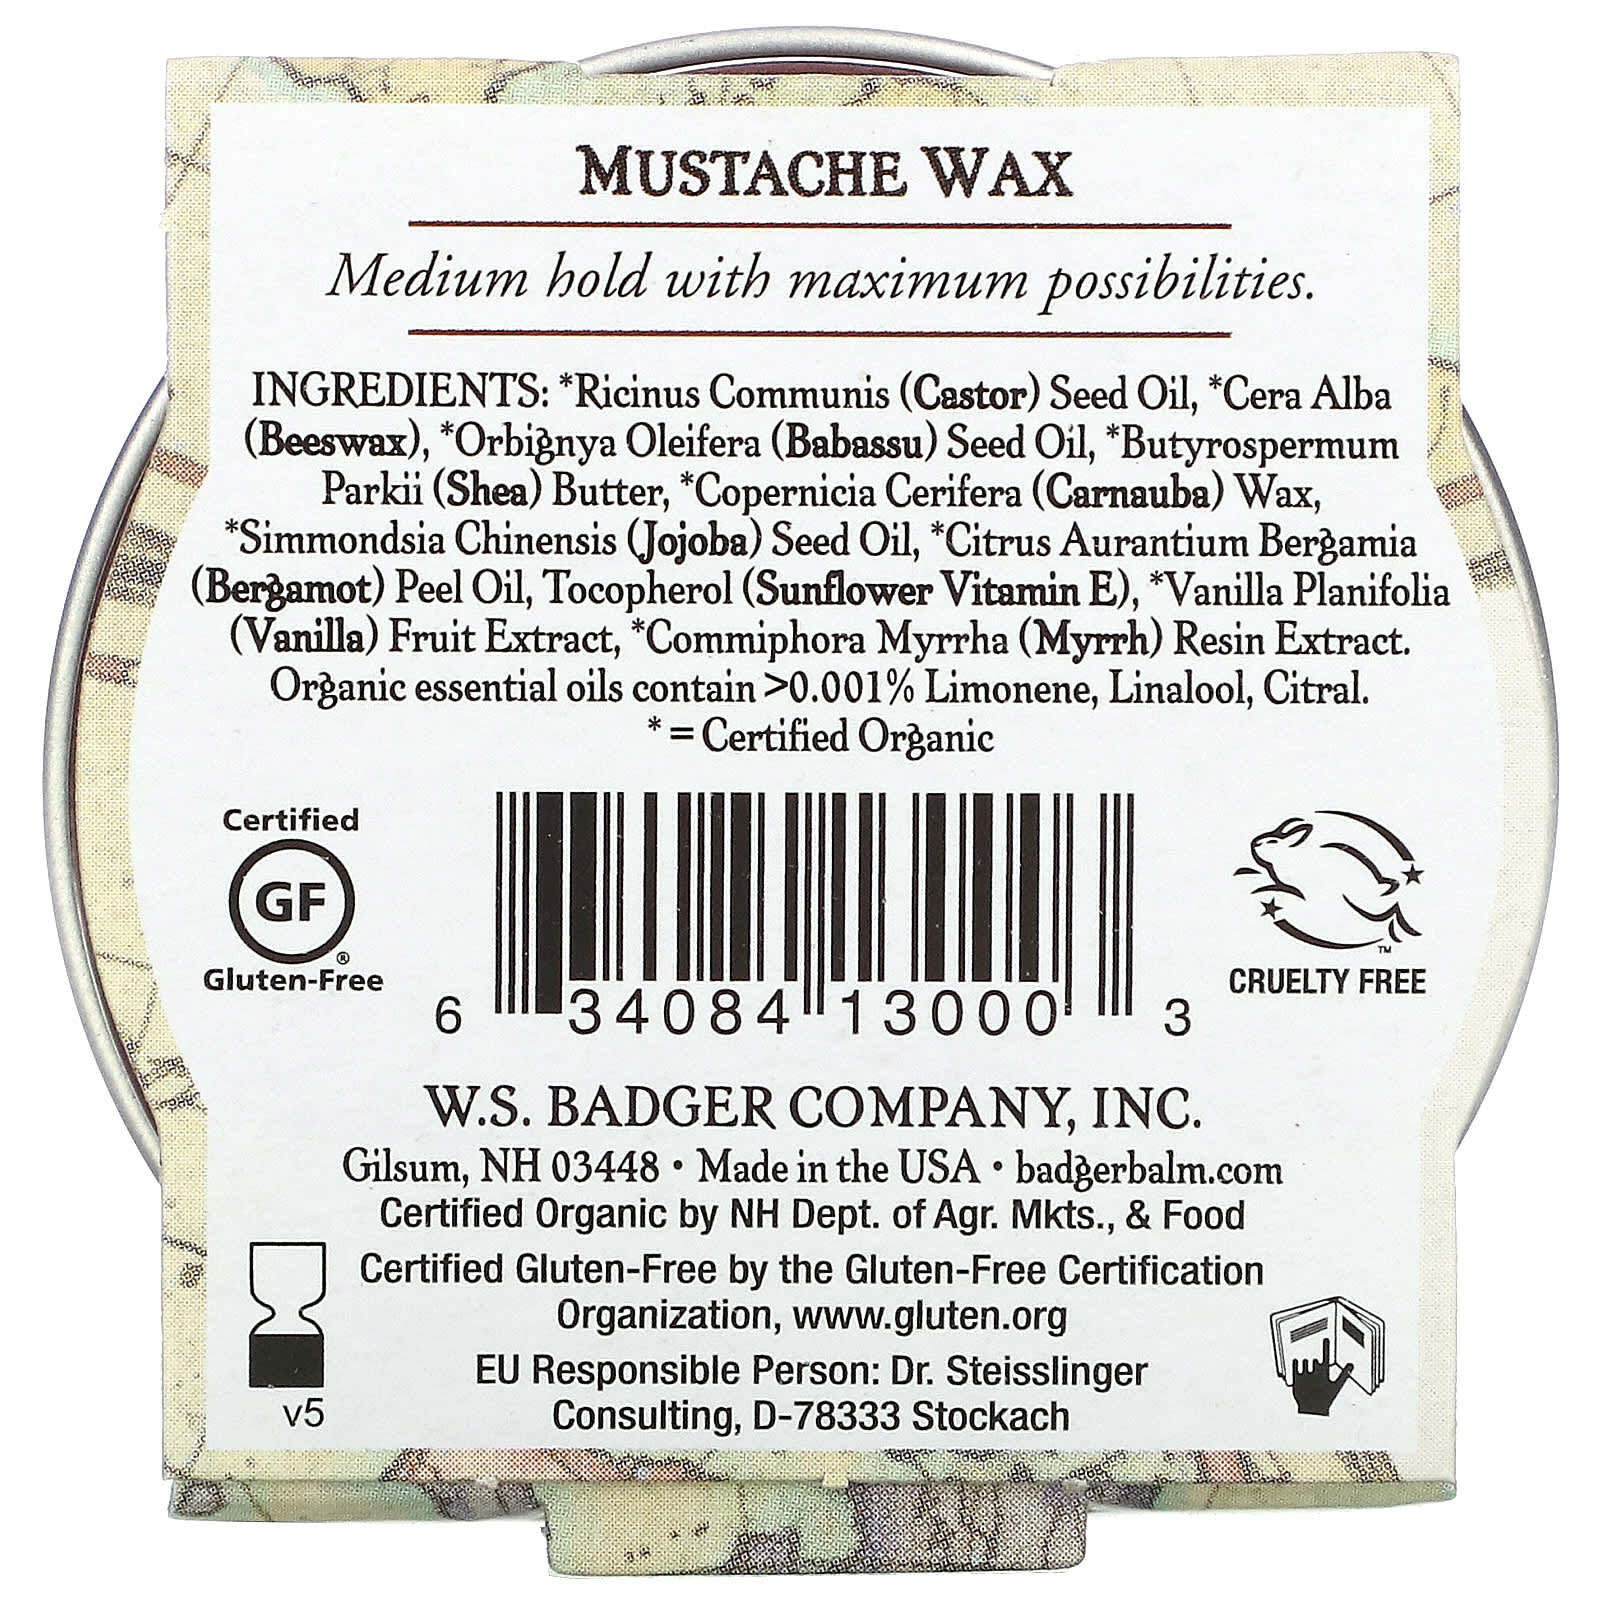 MUSTACHE WAX
Medium hold with maximum possibilities.
INGREDIENTS: *Ricinus Communis (Castor) Seed Oil, *Cera Alba
(Beeswax), *Orbignya Oleifera (Babassu) Seed Oil, *Butyrospermum
Parkii (Shea) Butter, *Copernicia Cerifera (Carnauba) Wax,
*Simmondsia Chinensis (Jojoba) Seed Oil, *Citrus Aurantium Bergamia
(Bergamot) Peel Oil, Tocopherol (Sunflower Vitamin E), *Vanilla Planifolia
(Vanilla) Fruit Extract, *Commiphora Myrrha (Myrrh) Resin Extract.
Organic essential oils contain >0.001% Limonene, Linalool, Citral.
* = Certified Organic
Certified
GF
®
Gluten-Free
6 34084 13000 3
™
CRUELTY FREE
W.S. BADGER COMPANY, INC.
Gilsum, NH 03448 • Made in the USA • badgerbalm.com
Certified Organic by NH Dept. of Agr. Mkts., & Food
Certified Gluten-Free by the Gluten-Free Certification
Organization, www.gluten.org
EU Responsible Person: Dr. Steisslinger
Consulting, D-78333 Stockach
v5